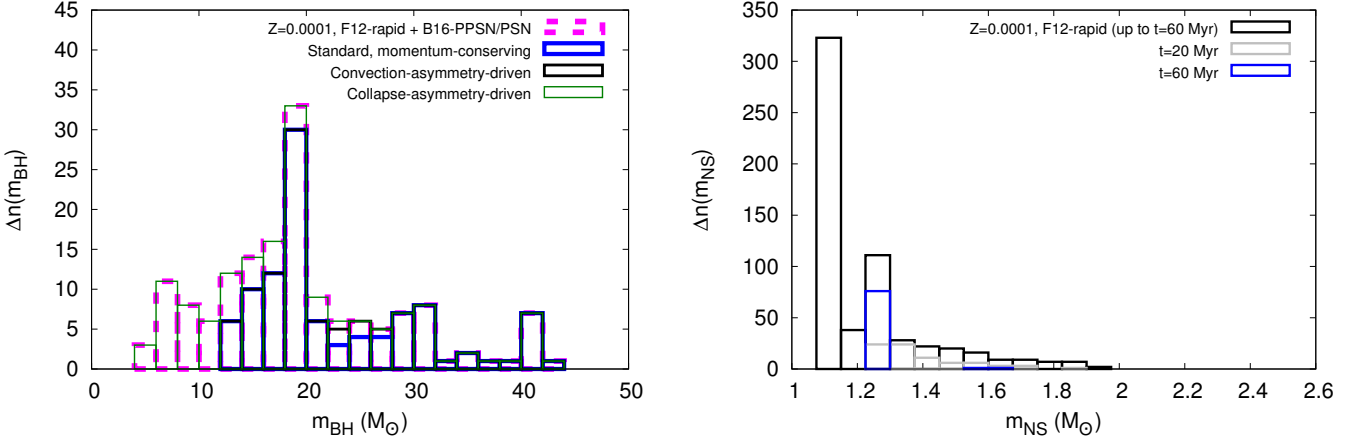 Z=0.0001, F12-rapid + B16-PPSN/PSN
Standard, momentum-conserving
Convection-asymmetry-driven
Collapse-asymmetry-driven
Δn(m_BH)
45
40
35
30
25
20
15
10
5
0
0 10 20 30 40 50
m_BH (M_⊙)
Z=0.0001, F12-rapid (up to t=60 Myr)
t=20 Myr
t=60 Myr
Δn(m_NS)
350
300
250
200
150
100
50
0
1 1.2 1.4 1.6 1.8 2 2.2 2.4 2.6
m_NS (M_⊙)